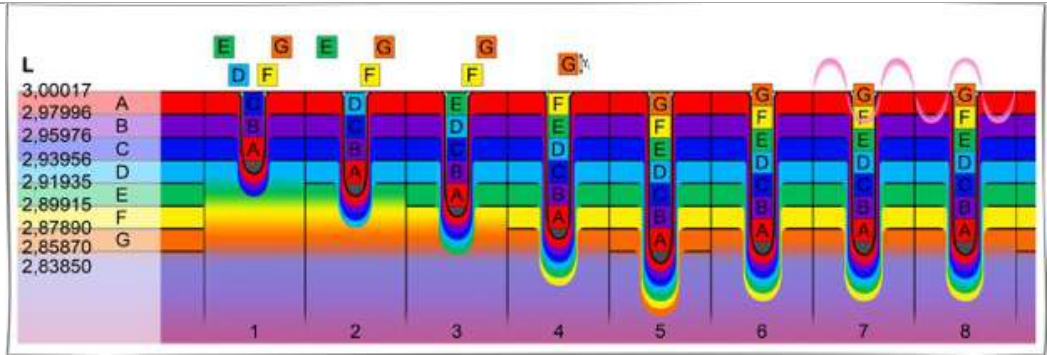 E G E G G
L G
D F F F
3,00017
G G G
A C D E F G
2,97996
F F F
B B C D E F
2,95976
E E E
C A B C D E
2,93956
D D D
D A B C D
2,91935
C C C
E A B C
2,89915
B B B
F A B
2,87890
A A A
G A
2,85870
2,83850
1 2 3 4 5 6 7 8